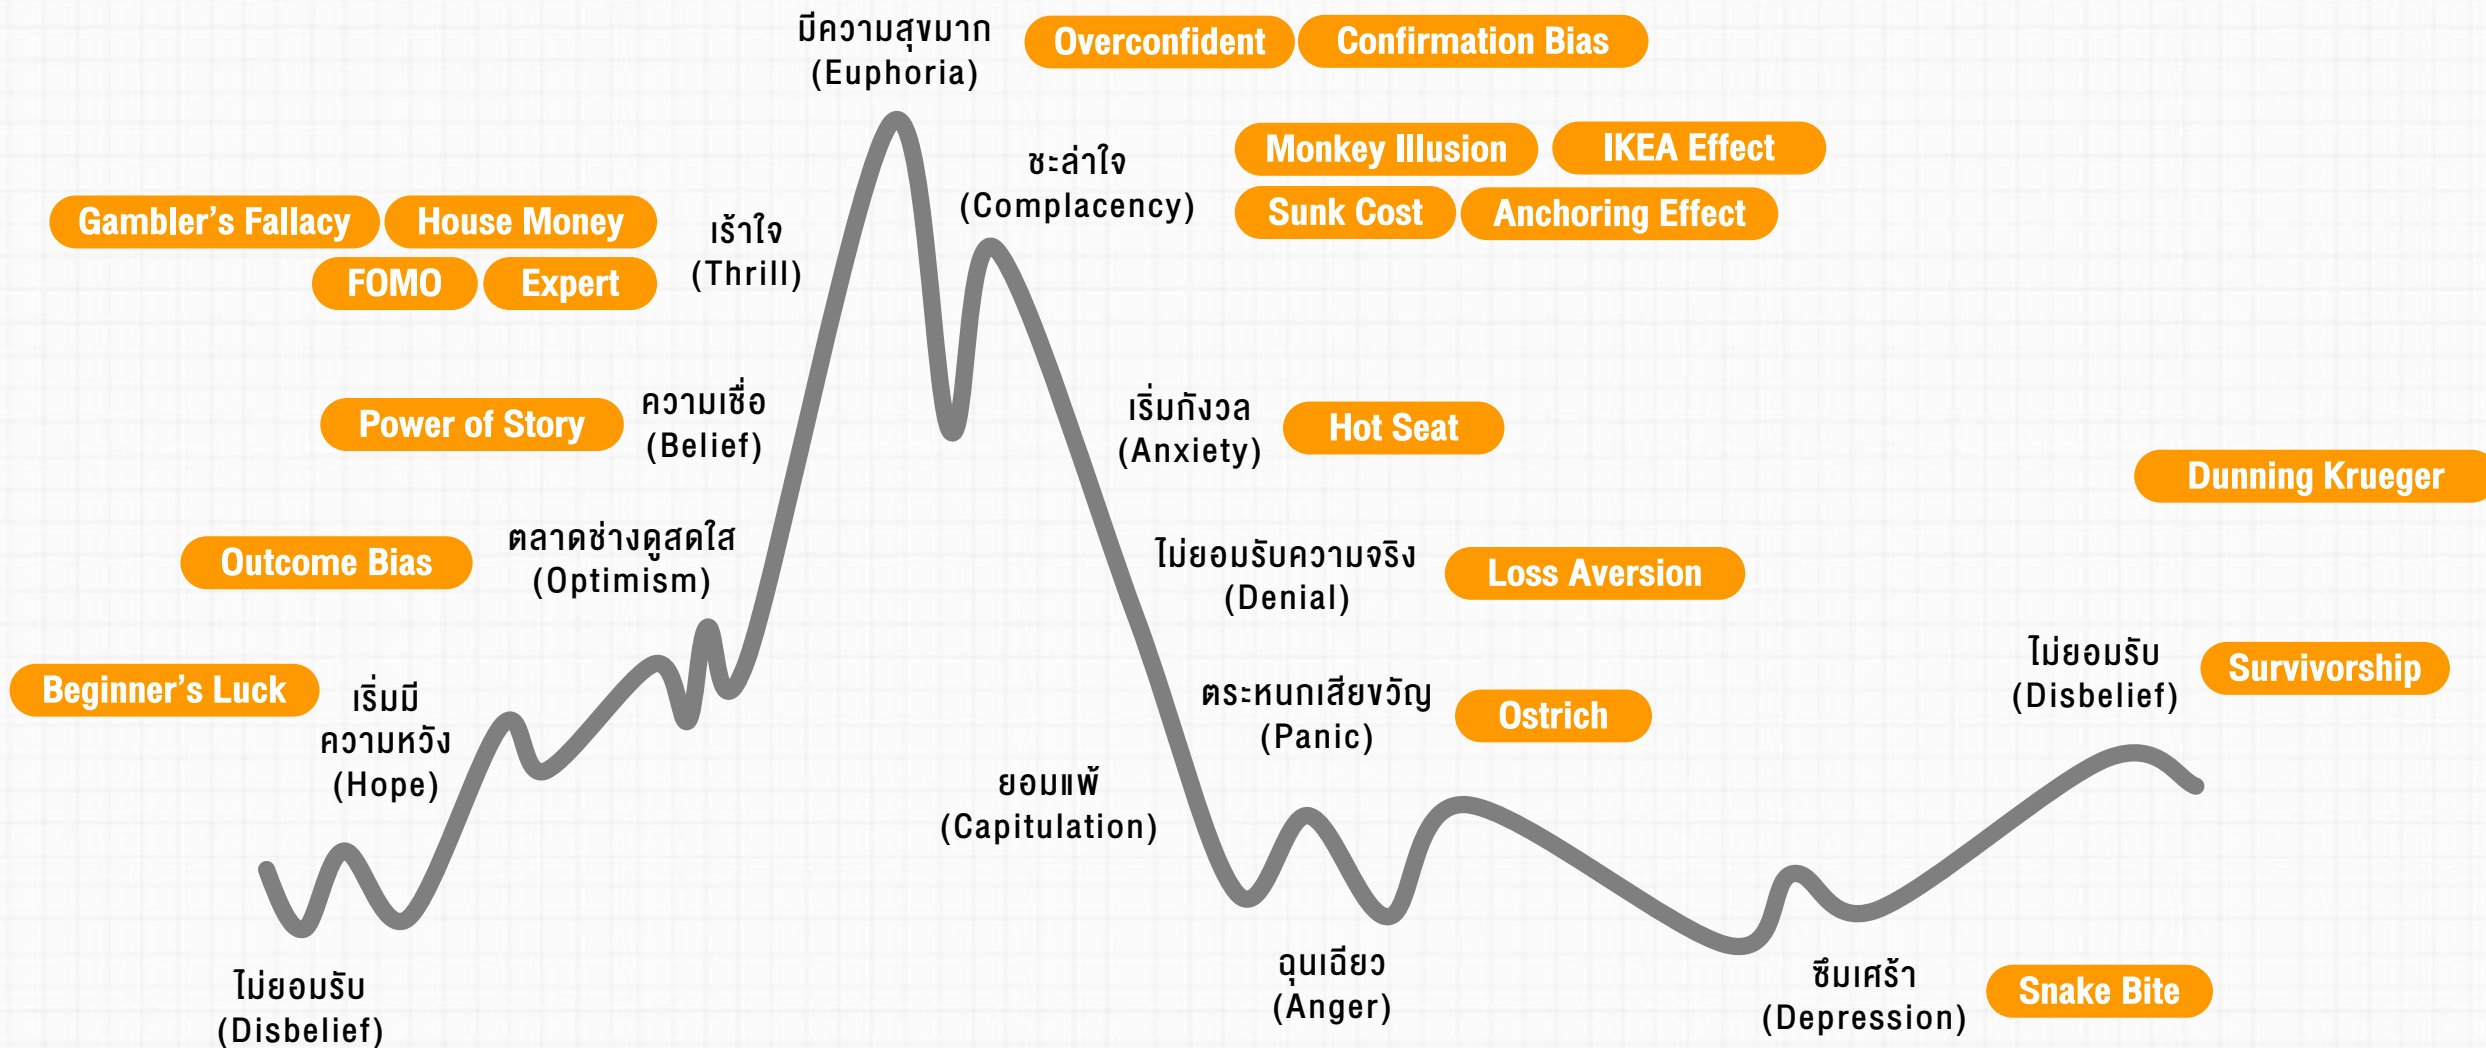 มีความสุขมาก
(Euphoria)
Overconfident
Confirmation Bias
ชะล่าใจ
(Complacency)
Monkey Illusion
IKEA Effect
Sunk Cost
Anchoring Effect
Gambler's Fallacy
House Money
FOMO
Expert
เร้าใจ
(Thrill)
Power of Story
ความเชื่อ
(Belief)
เริ่มกังวล
(Anxiety)
Hot Seat
Dunning Krueger
Outcome Bias
ตลาดช่างดูสดใส
(Optimism)
ไม่ยอมรับความจริง
(Denial)
Loss Aversion
Beginner's Luck
เริ่มมี
ความหวัง
(Hope)
ตระหนกเสียขวัญ
(Panic)
Ostrich
ไม่ยอมรับ
(Disbelief)
Survivorship
ยอมแพ้
(Capitulation)
ไม่ยอมรับ
(Disbelief)
ฉุนเฉียว
(Anger)
ซึมเศร้า
(Depression)
Snake Bite